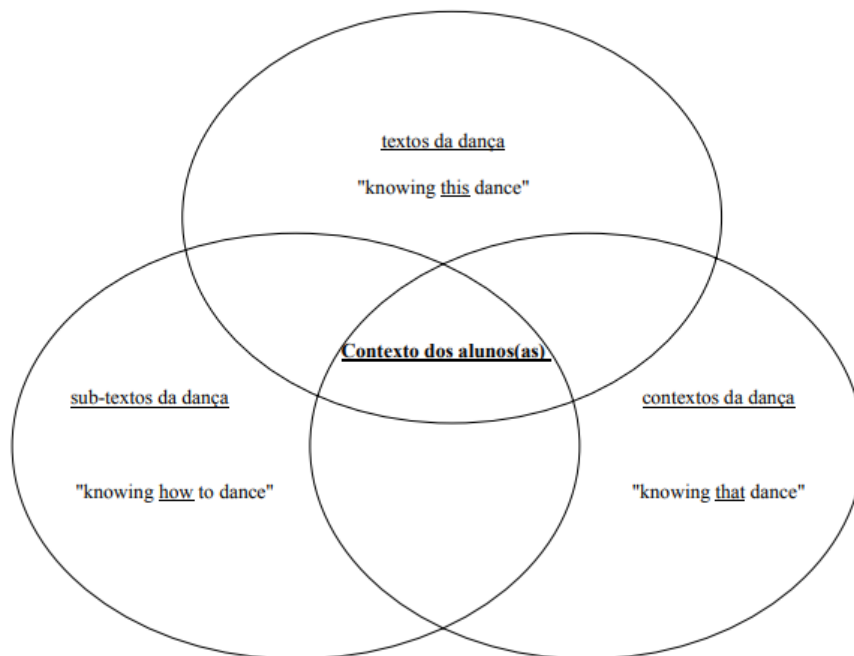 textos da dança
"knowing this dance"
Contexto dos alunos(as)
sub-textos da dança
contextos da dança
"knowing how to dance"
"knowing that dance"